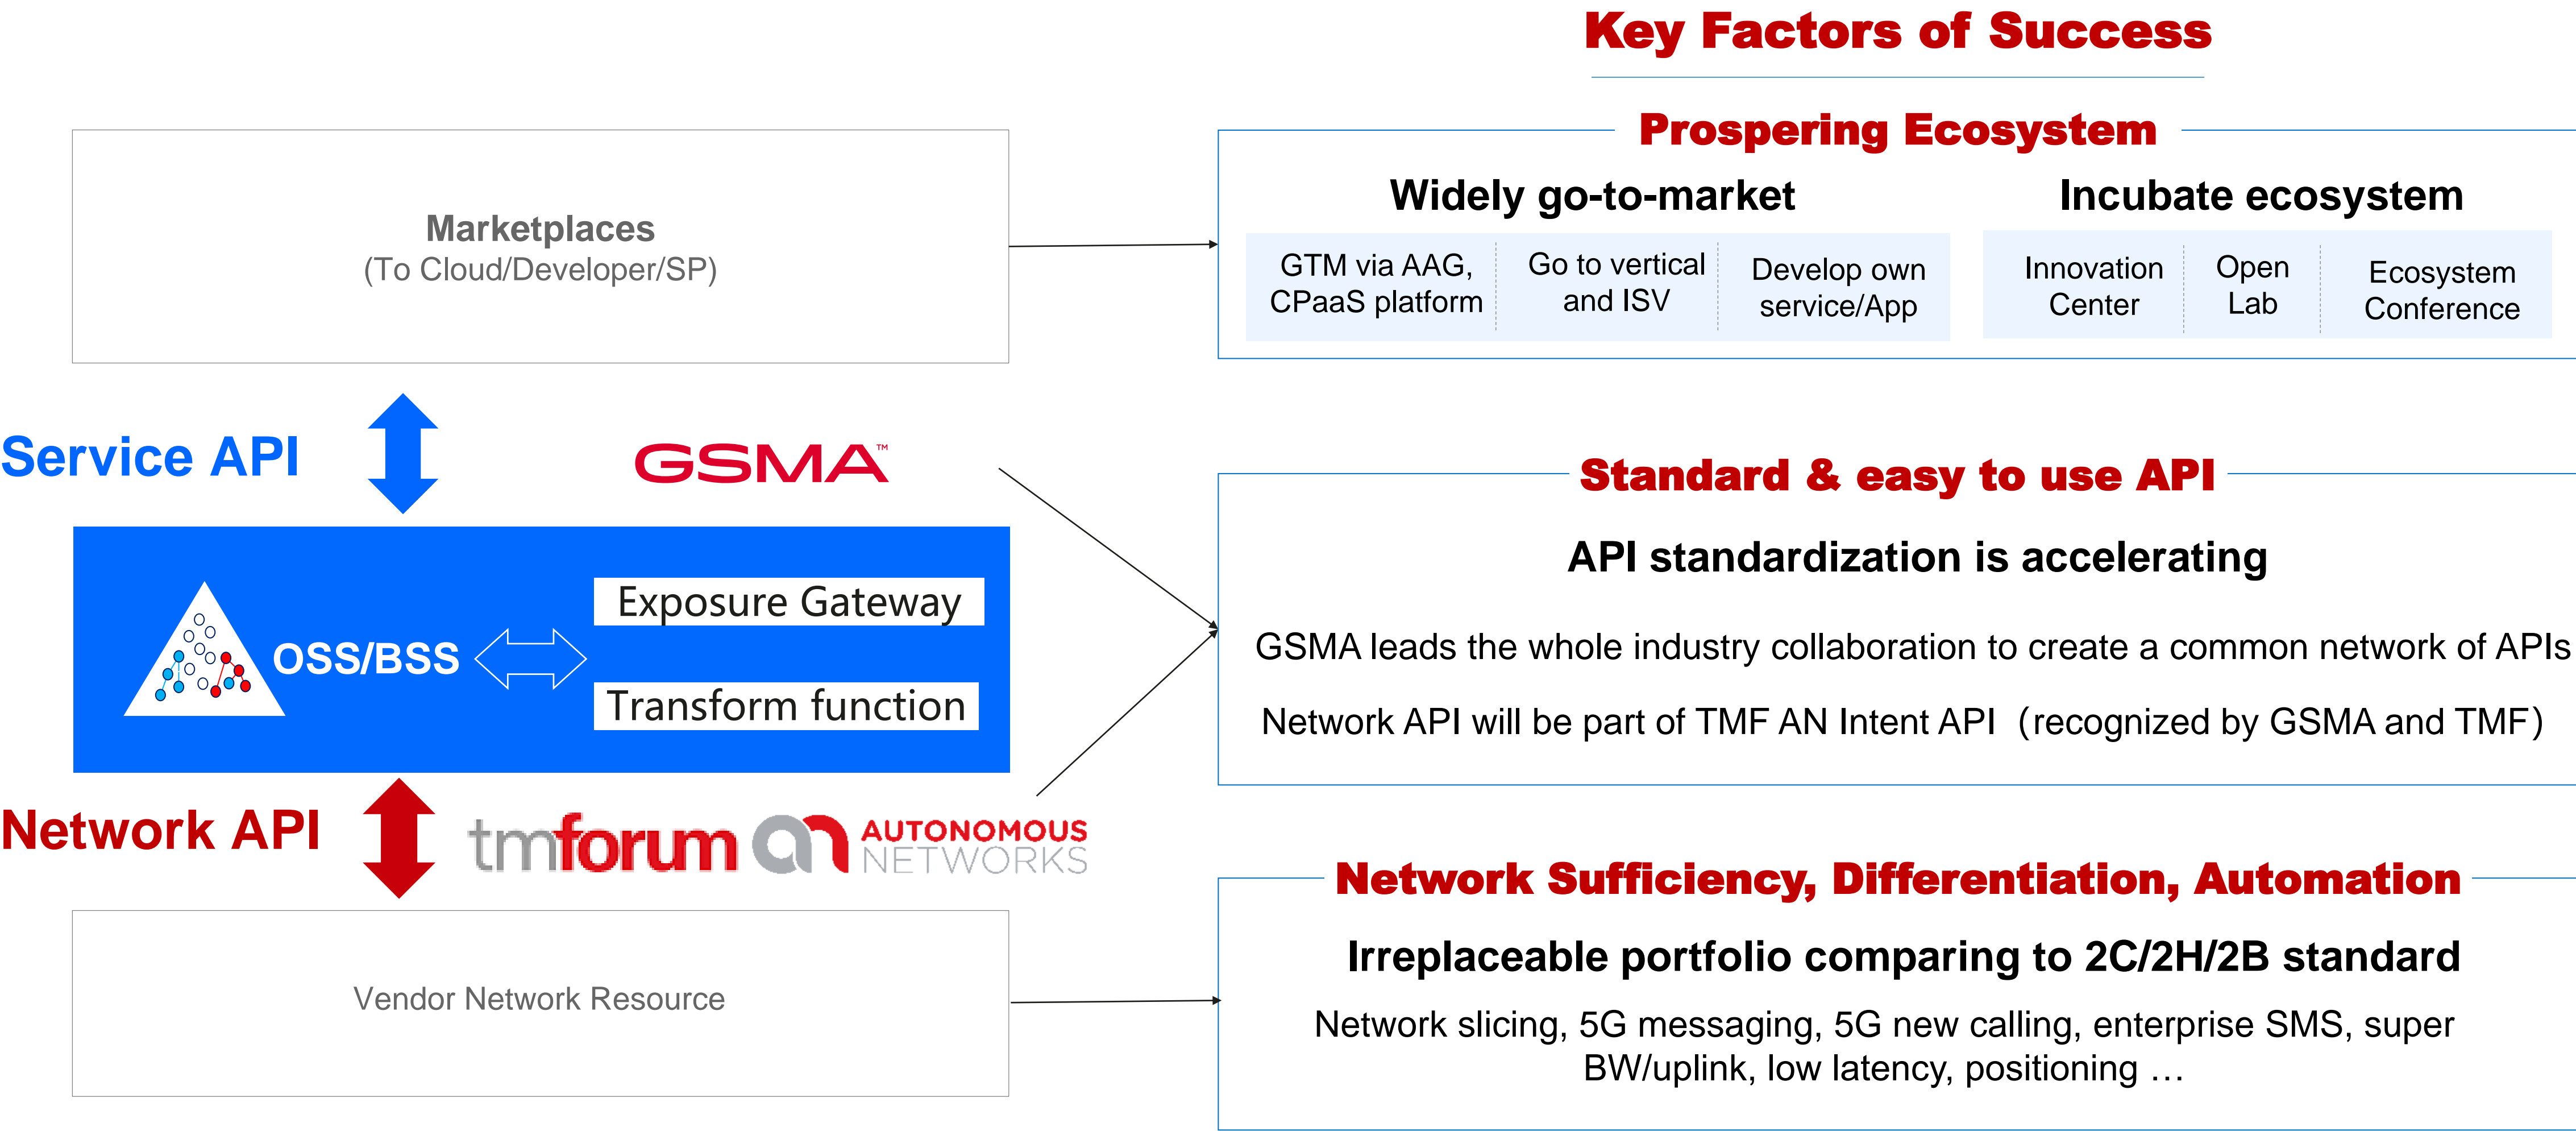 Key Factors of Success
Marketplaces
(To Cloud/Developer/SP)
Prospering Ecosystem
Widely go-to-market
GTM via AAG,
CPaaS platform
Go to vertical
and ISV
Develop own
service/App
Incubate ecosystem
Innovation
Center
Open
Lab
Ecosystem
Conference
Service API
GSMA™
OSS/BSS
Exposure Gateway
Transform function
Standard & easy to use API
API standardization is accelerating
GSMA leads the whole industry collaboration to create a common network of APIs
Network API will be part of TMF AN Intent API（recognized by GSMA and TMF）
Network API
tmforum
an AUTONOMOUS
NETWORKS
Vendor Network Resource
Network Sufficiency, Differentiation, Automation
Irreplaceable portfolio comparing to 2C/2H/2B standard
Network slicing, 5G messaging, 5G new calling, enterprise SMS, super
BW/uplink, low latency, positioning …